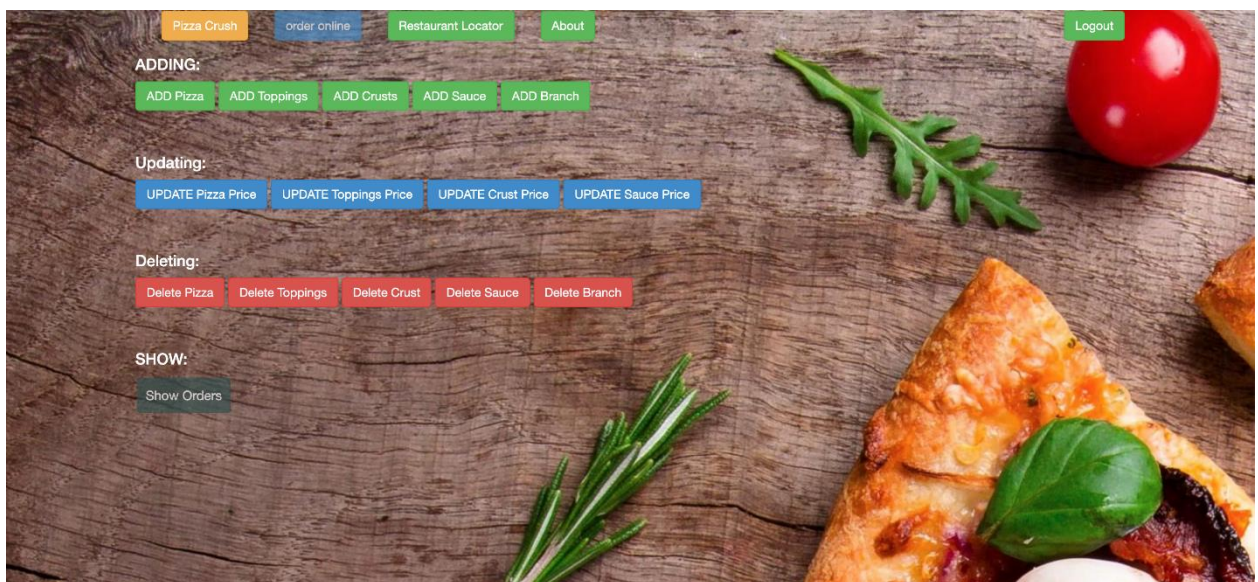 Pizza Crush order online Restaurant Locator About Logout
ADDING:
ADD Pizza ADD Toppings ADD Crusts ADD Sauce ADD Branch
Updating:
UPDATE Pizza Price UPDATE Toppings Price UPDATE Crust Price UPDATE Sauce Price
Deleting:
Delete Pizza Delete Toppings Delete Crust Delete Sauce Delete Branch
SHOW:
Show Orders